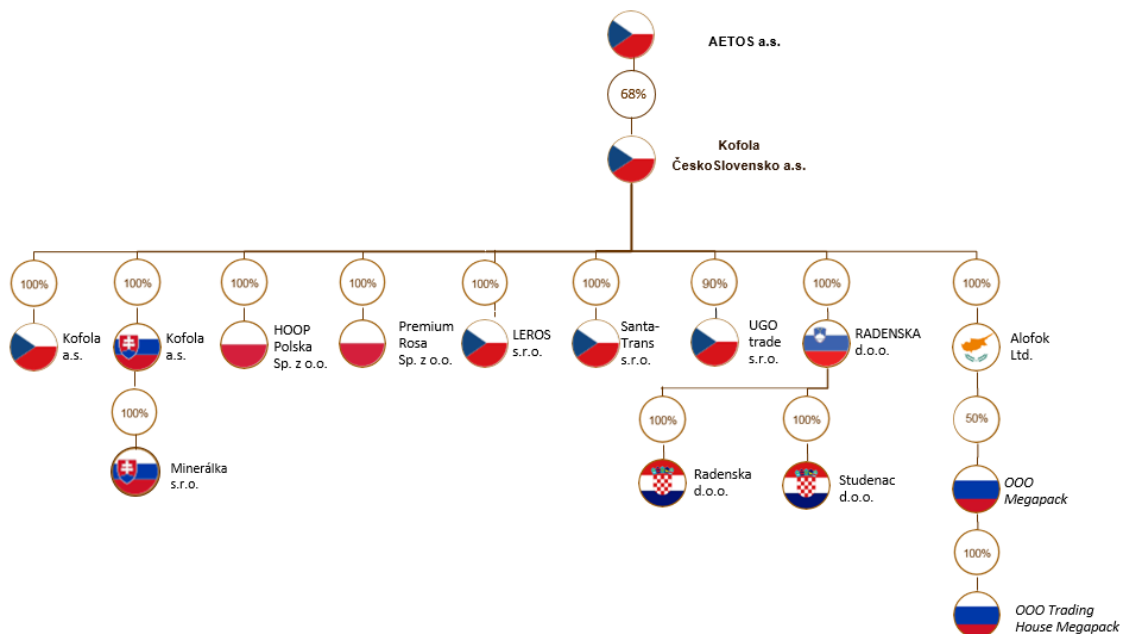 AETOS a.s.
68%
Kofola
ČeskoSlovensko a.s.
100%
100%
100%
100%
100%
100%
90%
100%
100%
Kofola
a.s.
Kofola
a.s.
HOOP
Polska
Sp. z o.o.
Premium
Rosa
Sp. z o.o.
LEROS
s.r.o.
Santa-
Trans
s.r.o.
UGO
trade
s.r.o.
RADENSKA
d.o.o.
Alofok
Ltd.
100%
100%
100%
50%
Minerálka
s.r.o.
Radenska
d.o.o.
Studenac
d.o.o.
OOO
Megapack
100%
OOO Trading
House Megapack